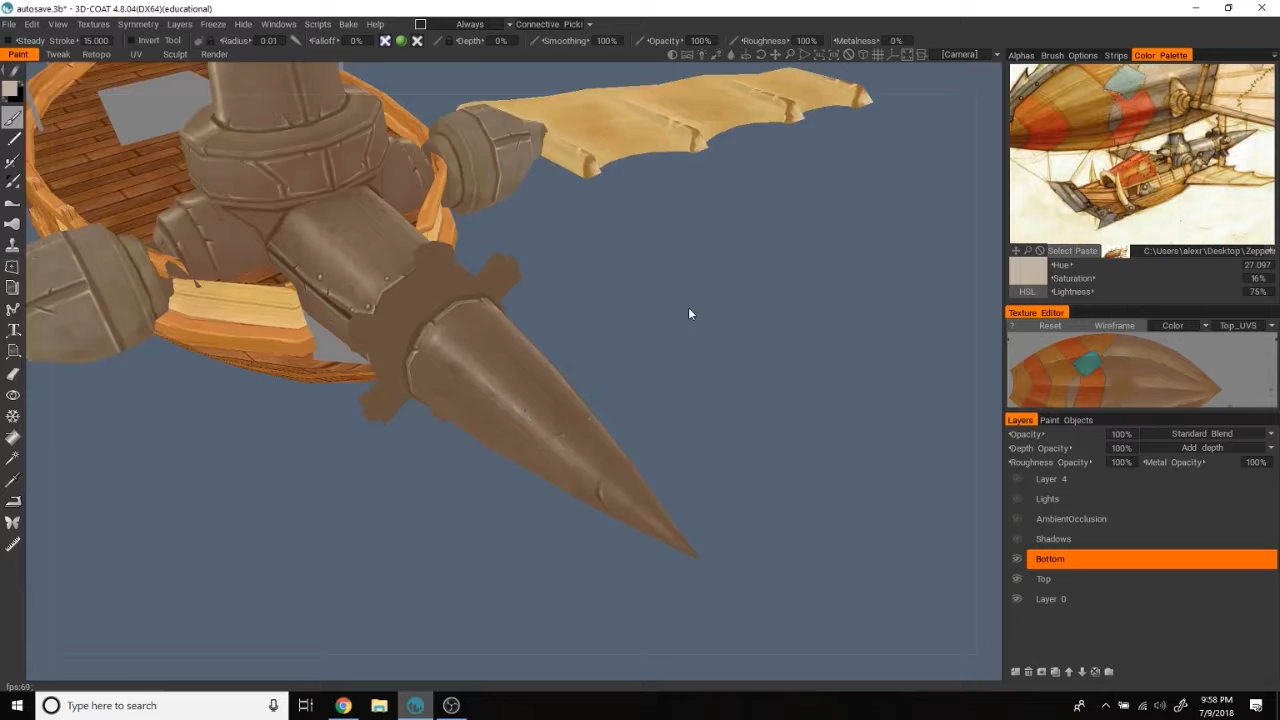 autosave.3b* - 3D-COAT 4.8.04(DX64)(educational)
File Edit View Textures Symmetry Layers Freeze Hide Windows Scripts Bake Help Always Connective Picki
Steady Stroke 15.000 Invert Tool Radius 0.01 Falloff 0% Depth 0% Smoothing 100% Opacity 100% Roughness 100% Metalness 0%
Paint Tweak Retopo UV Sculpt Render [Camera] Alphas Brush Options Strips Color Palette
Select Paste C:\Users\alexr\Desktop\Zeppel
Hue 27.097
Saturation 16%
HSL Lightness 75%
Texture Editor
? Reset Wireframe Color Top_UVS
Layers Paint Objects
Opacity 100% Standard Blend
Depth Opacity 100% Add depth
Roughness Opacity 100% Metal Opacity 100%
Layer 4
Lights
AmbientOcclusion
Shadows
Bottom
Top
Layer 0
fps:69;
Type here to search
9:58 PM
7/9/2018